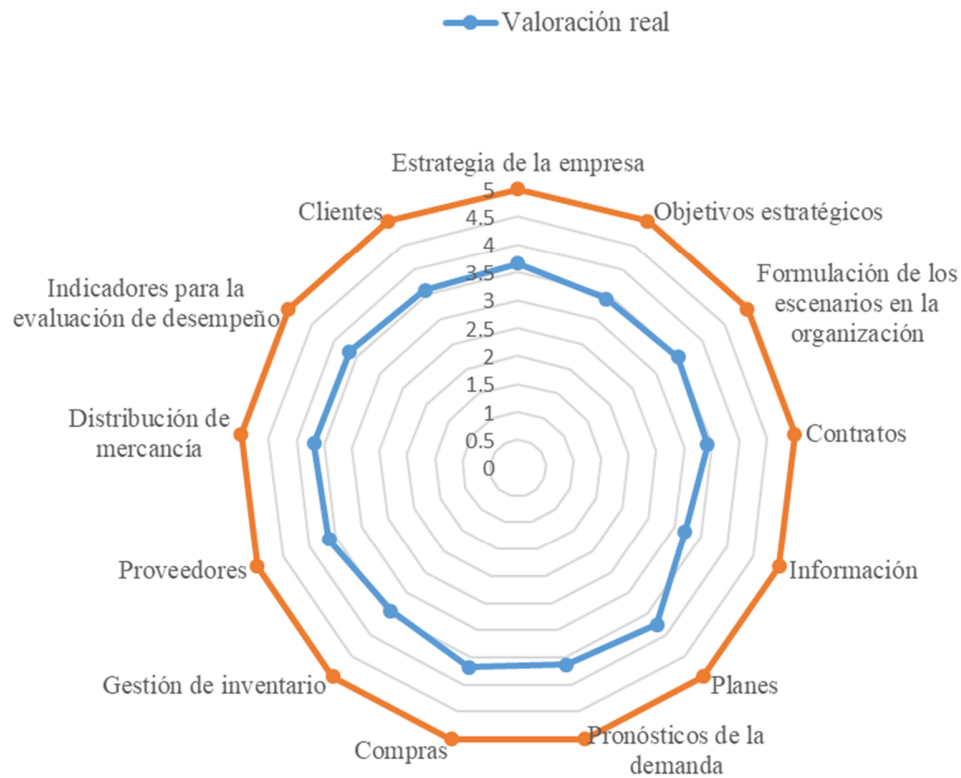 Valoración real
Estrategia de la empresa
Objetivos estratégicos
Formulación de los
escenarios en la
organización
Contratos
Información
Planes
Pronósticos de la
demanda
Compras
Gestión de inventario
Proveedores
Distribución de
mercancía
Indicadores para la
evaluación de desempeño
Clientes
5
4.5
4
3.5
3
2.5
2
1.5
1
0.5
0